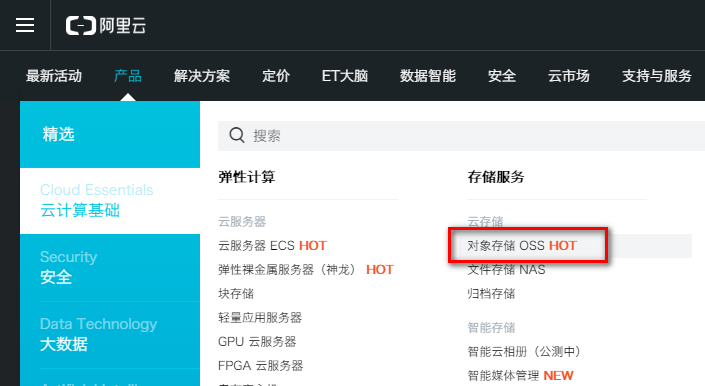 阿里云
最新活动 产品 解决方案 定价 ET大脑 数据智能 安全 云市场 支持与服务
精选
搜索
Cloud Essentials
云计算基础
Security
安全
Data Technology
大数据
弹性计算
云服务器
云服务器 ECS HOT
弹性裸金属服务器（神龙） HOT
块存储
轻量应用服务器
GPU 云服务器
FPGA 云服务器
存储服务
云存储
对象存储 OSS HOT
文件存储 NAS
归档存储
智能存储
智能云相册（公测中）
智能媒体管理 NEW